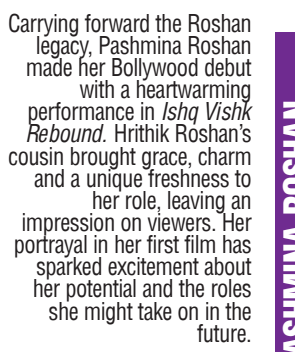 Carrying forward the Roshan
legacy, Pashmina Roshan
made her Bollywood debut
with a heartwarming
performance in Ishq Vishk
Rebound. Hrithik Roshan's
cousin brought grace, charm
and a unique freshness to
her role, leaving an
impression on viewers. Her
portrayal in her first film has
sparked excitement about
her potential and the roles
she might take on in the
future.